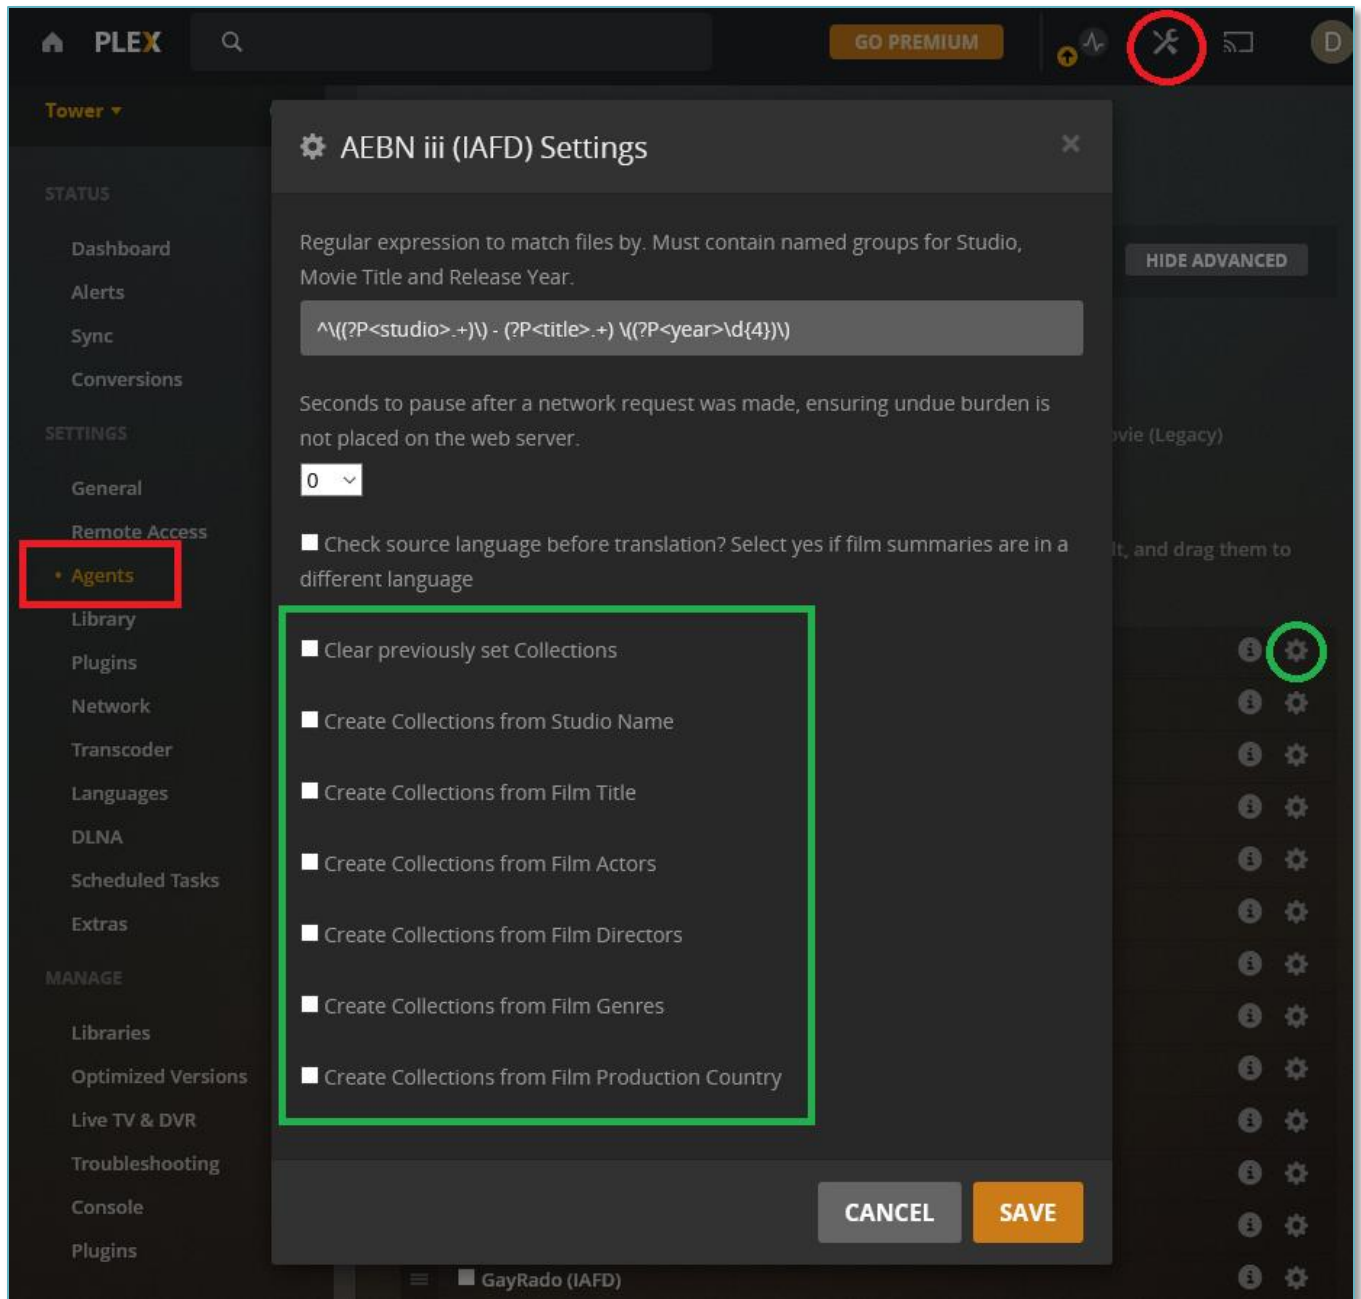 PLEX
GO PREMIUM
D
Tower
AEBN iii (IAFD) Settings
STATUS
Dashboard
Alerts
Sync
Conversions
SETTINGS
General
Remote Access
Agents
Library
Plugins
Network
Transcoder
Languages
DLNA
Scheduled Tasks
Extras
MANAGE
Libraries
Optimized Versions
Live TV & DVR
Troubleshooting
Console
Plugins
Regular expression to match files by. Must contain named groups for Studio,
Movie Title and Release Year.
^\((?P<studio>.+)\) - (?P<title>.+) \((?P<year>\d{4})\)
Seconds to pause after a network request was made, ensuring undue burden is
not placed on the web server.
0
Check source language before translation? Select yes if film summaries are in a
different language
Clear previously set Collections
Create Collections from Studio Name
Create Collections from Film Title
Create Collections from Film Actors
Create Collections from Film Directors
Create Collections from Film Genres
Create Collections from Film Production Country
CANCEL
SAVE
HIDE ADVANCED
ovie (Legacy)
lt, and drag them to
GayRado (IAFD)